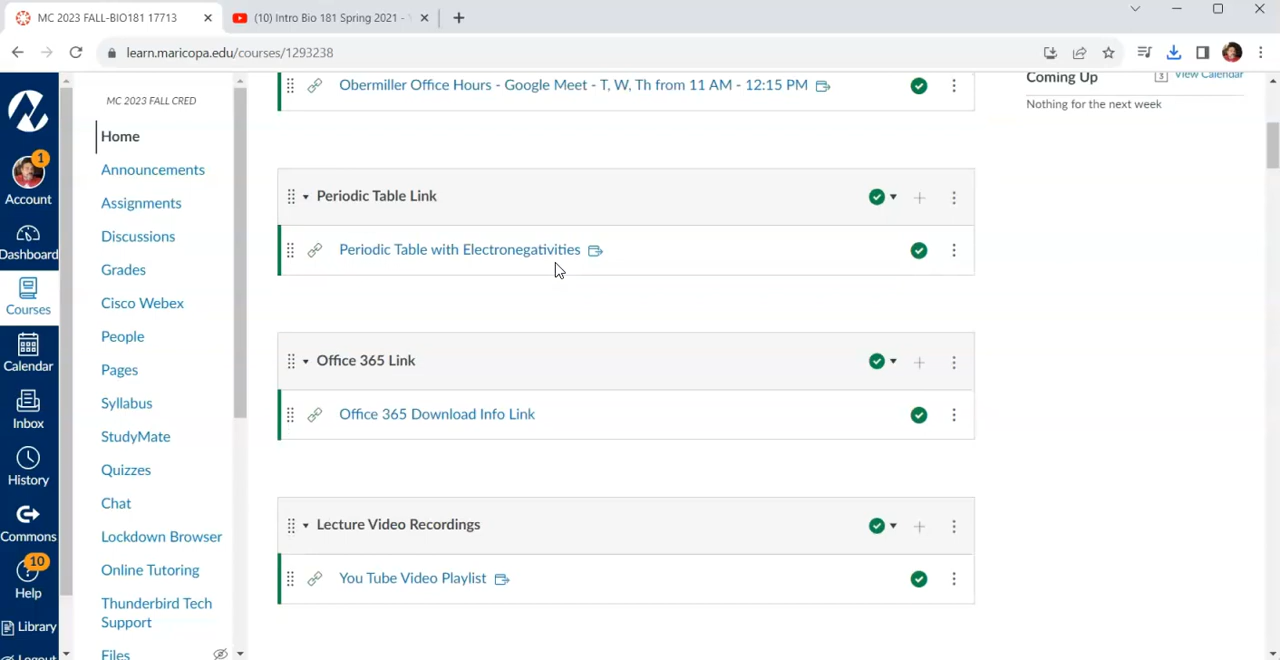 MC 2023 FALL-BIO181 17713
(10) Intro Bio 181 Spring 2021 -
learn.maricopa.edu/courses/1293238
1
Account
Dashboard
Courses
Calendar
Inbox
History
Commons
10
Help
Library
Logout
MC 2023 FALL CRED
Home
Announcements
Assignments
Discussions
Grades
Cisco Webex
People
Pages
Syllabus
StudyMate
Quizzes
Chat
Lockdown Browser
Online Tutoring
Thunderbird Tech
Support
Files
Obermiller Office Hours - Google Meet - T, W, Th from 11 AM - 12:15 PM
Periodic Table Link
Periodic Table with Electronegativities
Office 365 Link
Office 365 Download Info Link
Lecture Video Recordings
You Tube Video Playlist
Coming Up
View Calendar
Nothing for the next week